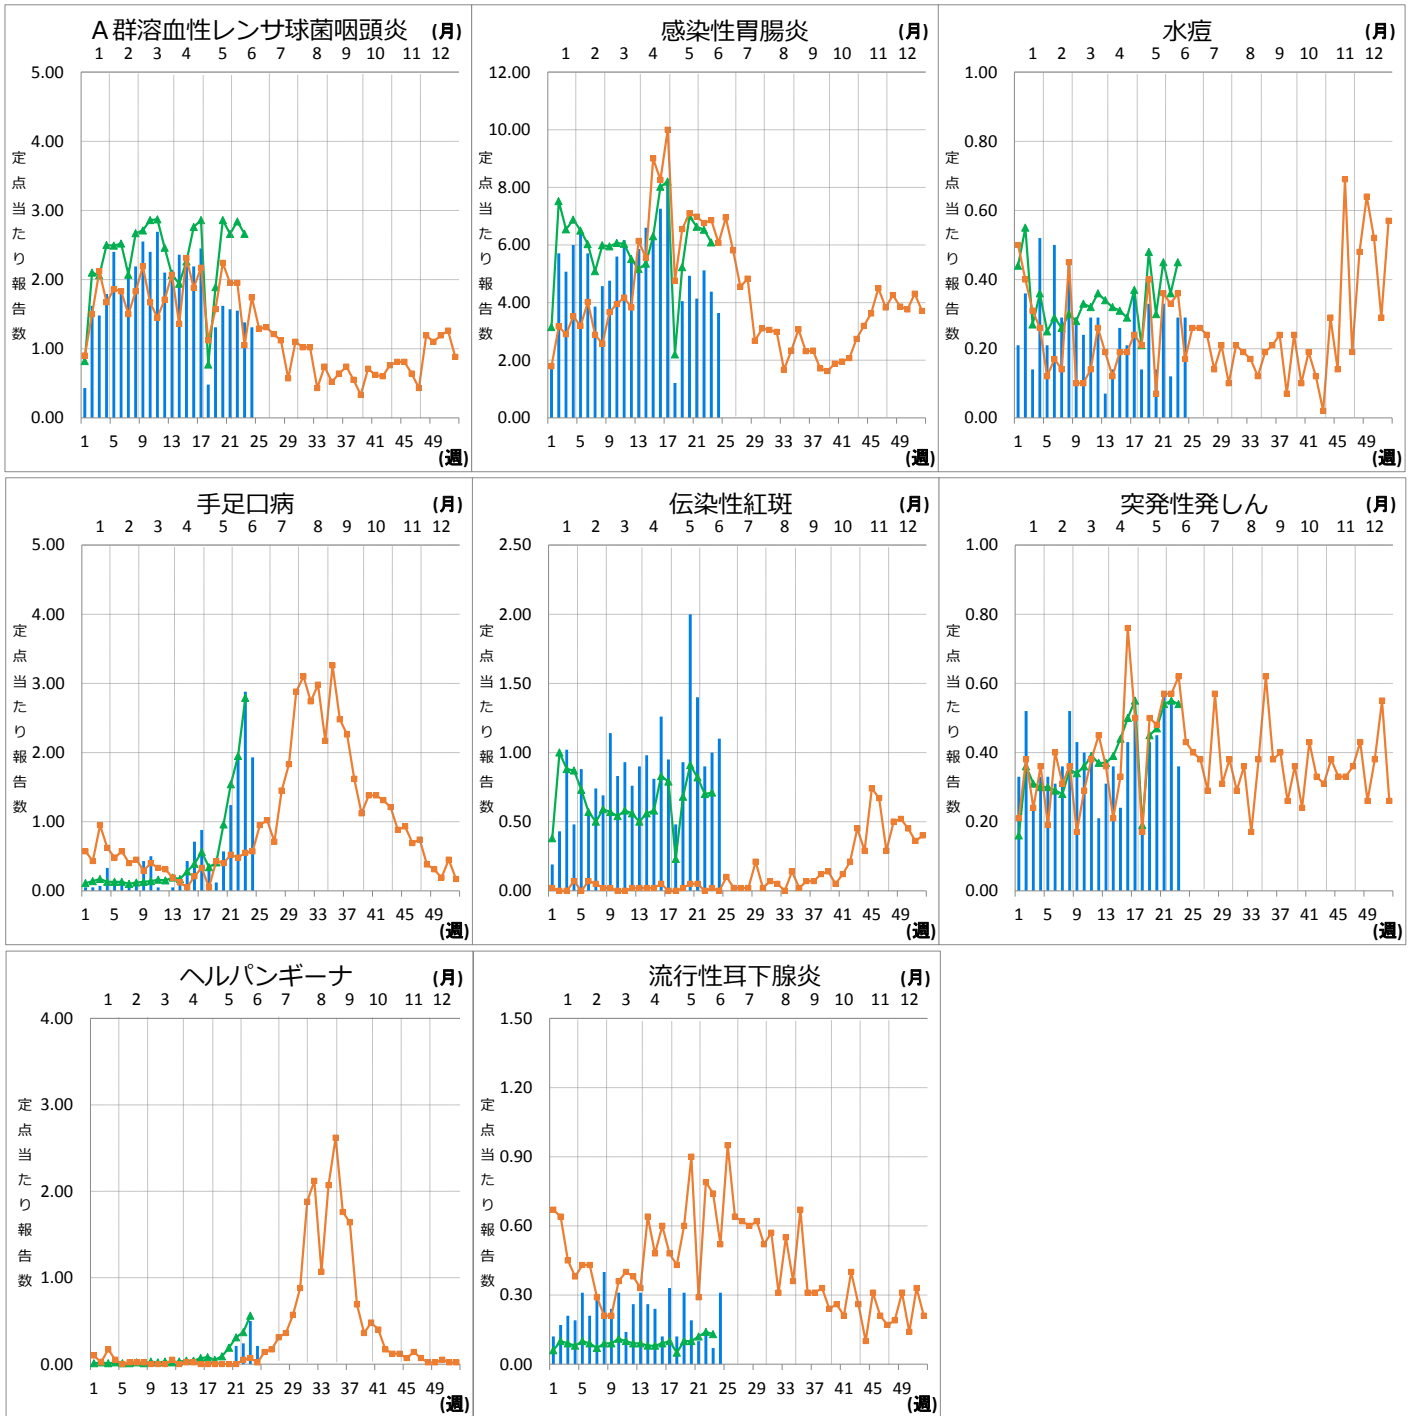 A群溶血性レンサ球菌咽頭炎 (月)
1 2 3 4 5 6 7 8 9 10 11 12
5.00
4.00
3.00
2.00
1.00
0.00
定点当たり報告数
1 5 9 13 17 21 25 29 33 37 41 45 49
(週)
感染性胃腸炎 (月)
1 2 3 4 5 6 7 8 9 10 11 12
12.00
10.00
8.00
6.00
4.00
2.00
0.00
定点当たり報告数
1 5 9 13 17 21 25 29 33 37 41 45 49
(週)
水痘 (月)
1 2 3 4 5 6 7 8 9 10 11 12
1.00
0.80
0.60
0.40
0.20
0.00
定点当たり報告数
1 5 9 13 17 21 25 29 33 37 41 45 49
(週)
手足口病 (月)
1 2 3 4 5 6 7 8 9 10 11 12
5.00
4.00
3.00
2.00
1.00
0.00
定点当たり報告数
1 5 9 13 17 21 25 29 33 37 41 45 49
(週)
伝染性紅斑 (月)
1 2 3 4 5 6 7 8 9 10 11 12
2.50
2.00
1.50
1.00
0.50
0.00
定点当たり報告数
1 5 9 13 17 21 25 29 33 37 41 45 49
(週)
突発性発しん (月)
1 2 3 4 5 6 7 8 9 10 11 12
1.00
0.80
0.60
0.40
0.20
0.00
定点当たり報告数
1 5 9 13 17 21 25 29 33 37 41 45 49
(週)
ヘルパンギーナ (月)
1 2 3 4 5 6 7 8 9 10 11 12
4.00
3.00
2.00
1.00
0.00
定点当たり報告数
1 5 9 13 17 21 25 29 33 37 41 45 49
(週)
流行性耳下腺炎 (月)
1 2 3 4 5 6 7 8 9 10 11 12
1.50
1.20
0.90
0.60
0.30
0.00
定点当たり報告数
1 5 9 13 17 21 25 29 33 37 41 45 49
(週)